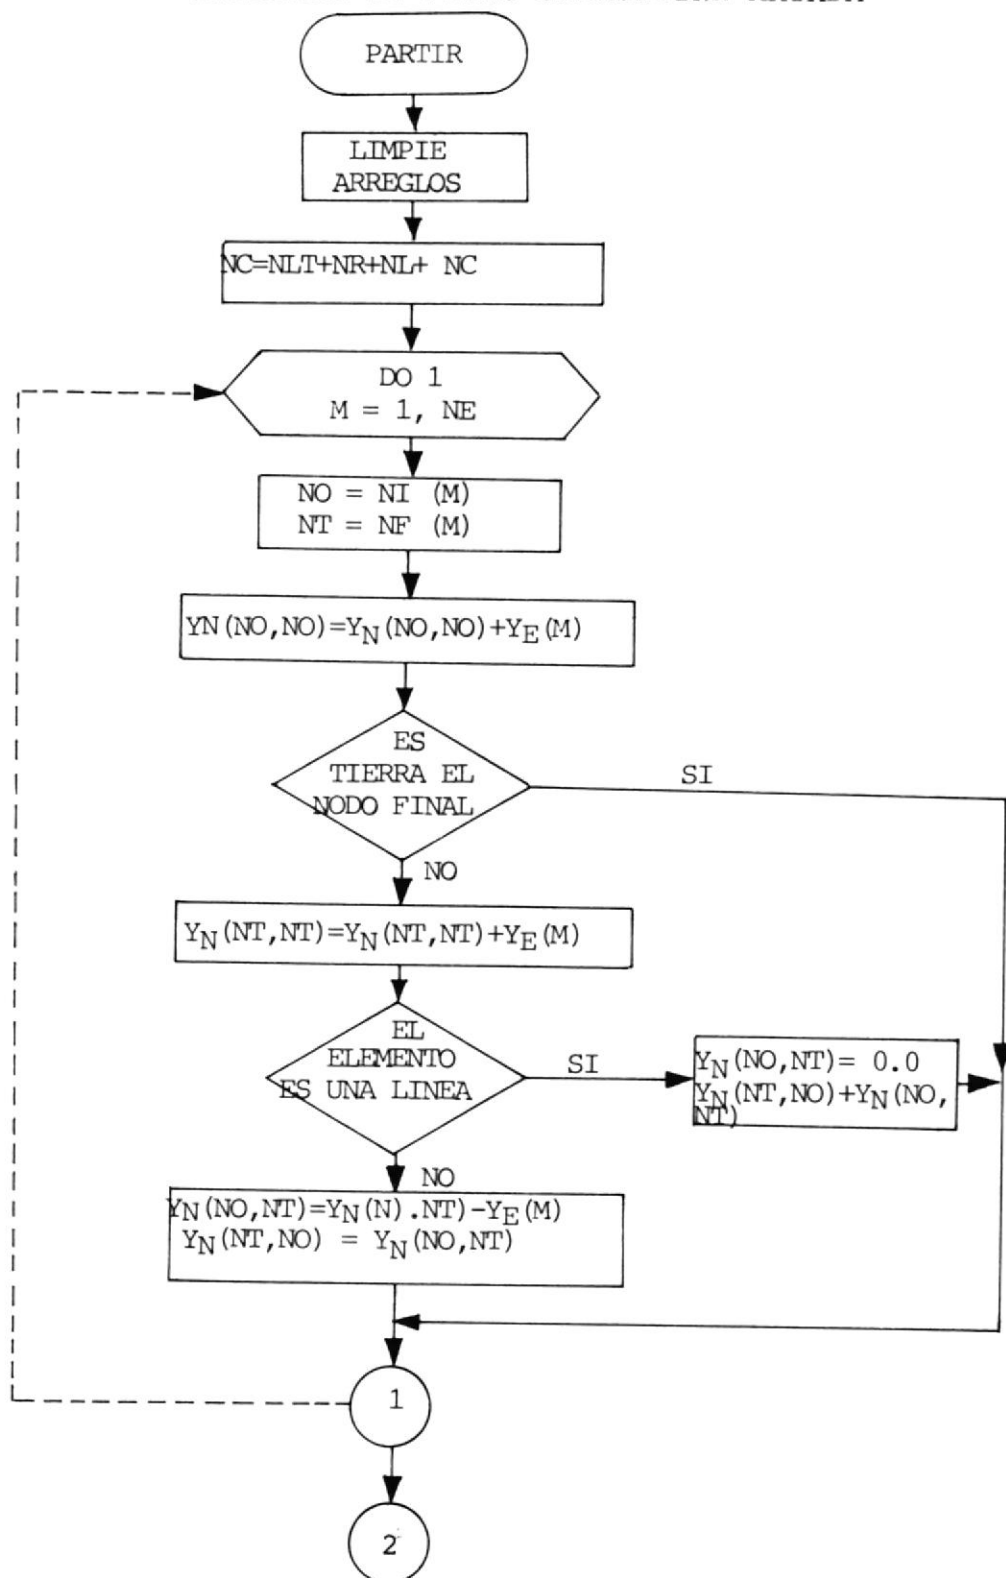 PARTIR
LIMPIE
ARREGLOS
NC=NLT+NR+NL+ NC
DO 1
M = 1, NE
NO = NI (M)
NT = NF (M)
YN(NO,NO)=YN(NO,NO)+YE(M)
ES
TIERRA EL
NODO FINAL
SI
NO
YN(NT,NT)=YN(NT,NT)+YE(M)
EL
ELEMENTO
ES UNA LINEA
SI
YN(NO,NT)= 0.0
YN(NT,NO)+YN(NO,
NT)
NO
YN(NO,NT)=YN(N).NT)-YE(M)
YN(NT,NO) = YN(NO,NT)
1
2